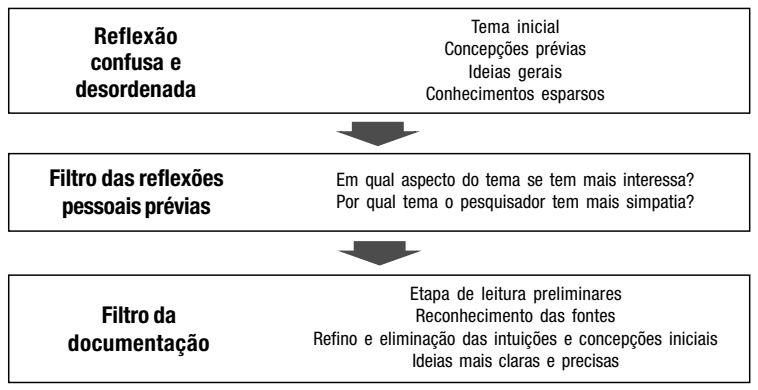 Reflexão
confusa e
desordenada
Tema inicial
Concepções prévias
Ideias gerais
Conhecimentos esparsos
Filtro das reflexões
pessoais prévias
Em qual aspecto do tema se tem mais interessa?
Por qual tema o pesquisador tem mais simpatia?
Filtro da
documentação
Etapa de leitura preliminares
Reconhecimento das fontes
Refino e eliminação das intuições e concepções iniciais
Ideias mais claras e precisas